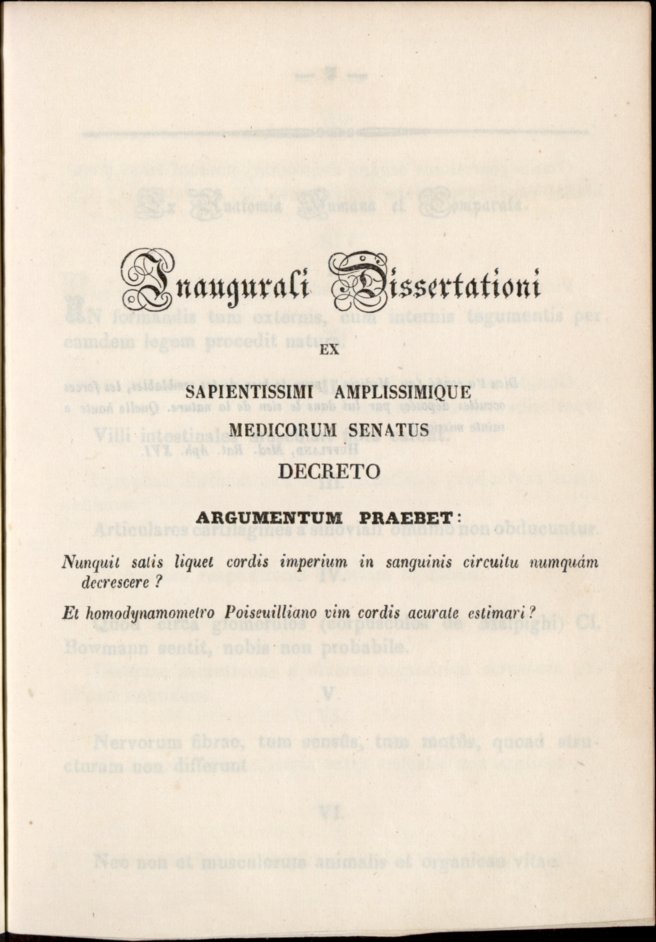 Inaugurali Dissertationi
EX
SAPIENTISSIMI AMPLISSIMIQUE
MEDICORUM SENATUS
DECRETO
ARGUMENTUM PRAEBET:
Nunquit satis liquet cordis imperium in sanguinis circuitu numquám
decrescere ?
Et homodynamometro Poiseuilliano vim cordis acurate estimari ?